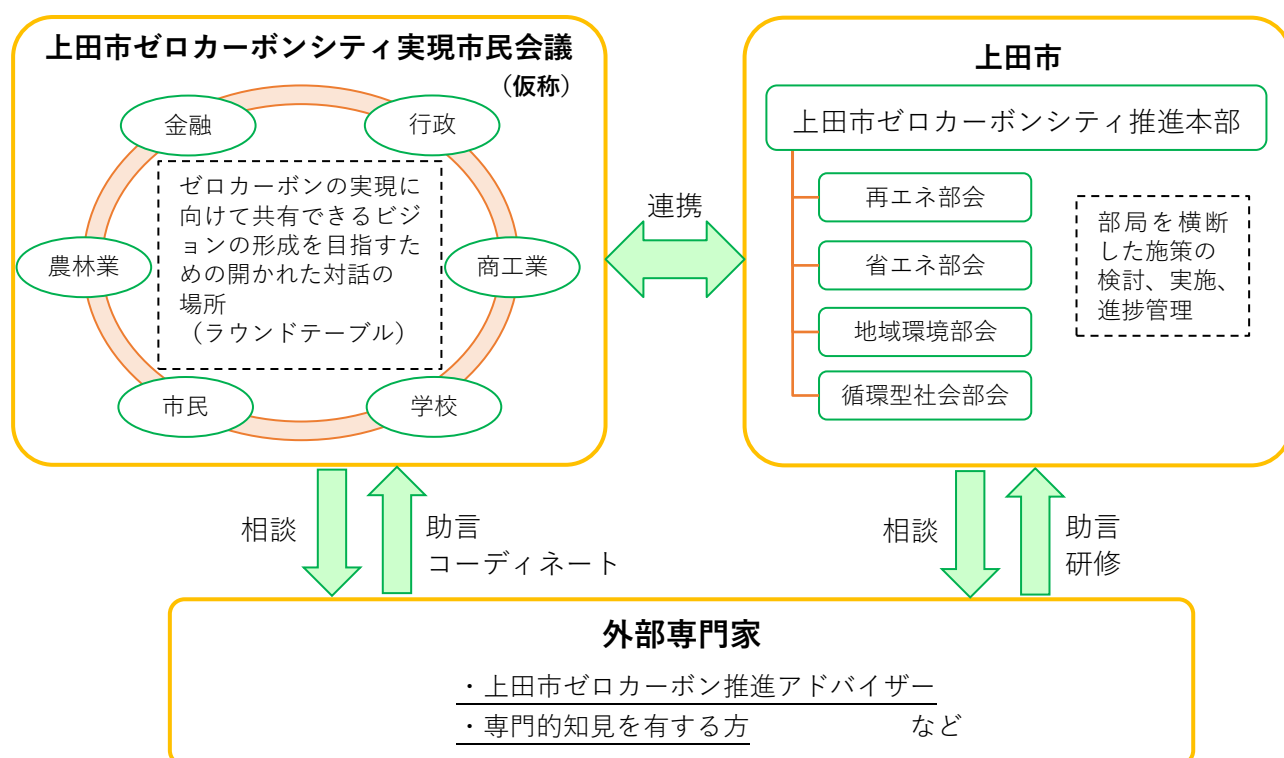 上田市ゼロカーボンシティ実現市民会議
（仮称）
金融
行政
農林業
商工業
市民
学校
ゼロカーボンの実現に
向けて共有できるビジ
ョンの形成を目指すた
めの開かれた対話の
場所
（ラウンドテーブル）
連携
上田市
上田市ゼロカーボンシティ推進本部
再エネ部会
省エネ部会
地域環境部会
循環型社会部会
部局を横断
した施策の
検討、実施、
進捗管理
相談
助言
コーディネート
相談
助言
研修
外部専門家
・上田市ゼロカーボン推進アドバイザー
・専門的知見を有する方　　　　　など